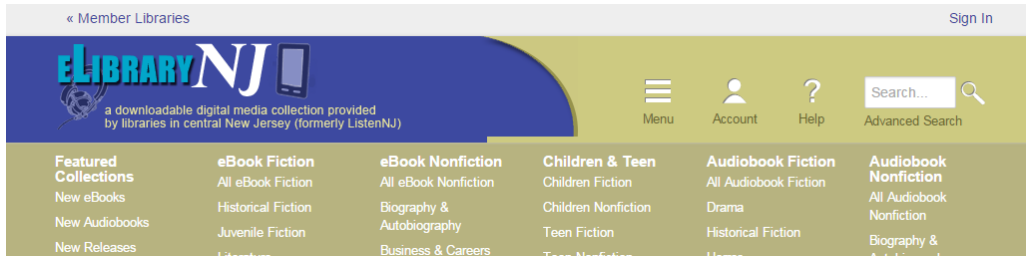 « Member Libraries
Sign In
eLIBRARYNJ
a downloadable digital media collection provided
by libraries in central New Jersey (formerly ListenNJ)
Menu
Account
Help
Search...
Advanced Search
Featured
Collections
New eBooks
New Audiobooks
New Releases
eBook Fiction
All eBook Fiction
Historical Fiction
Juvenile Fiction
Literature
eBook Nonfiction
All eBook Nonfiction
Biography &
Autobiography
Business & Careers
Children & Teen
Children Fiction
Children Nonfiction
Teen Fiction
Teen Nonfiction
Audiobook Fiction
All Audiobook Fiction
Drama
Historical Fiction
Audiobook
Nonfiction
All Audiobook
Nonfiction
Biography &